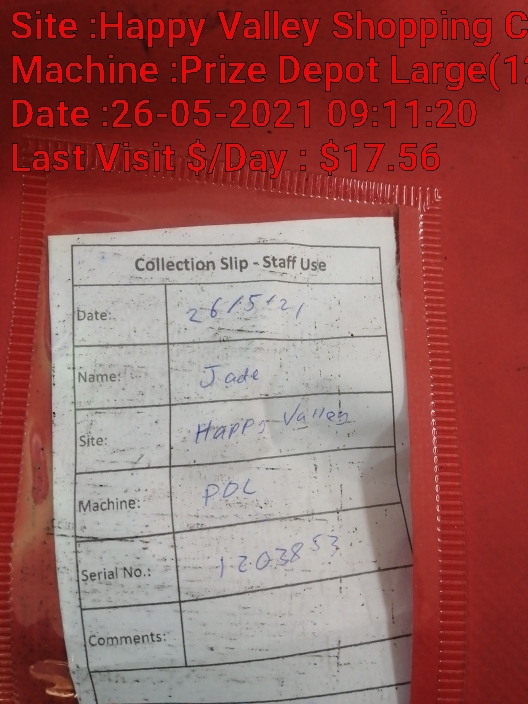 Site :Happy Valley Shopping C
Machine :Prize Depot Large(12
Date :26-05-2021 09:11:20
Last Visit $/Day : $17.56
Collection Slip - Staff Use
Date: 26/5/21
Name: Jade
Site: Happy Valley
Machine: POL
Serial No.: 1203853
Comments: